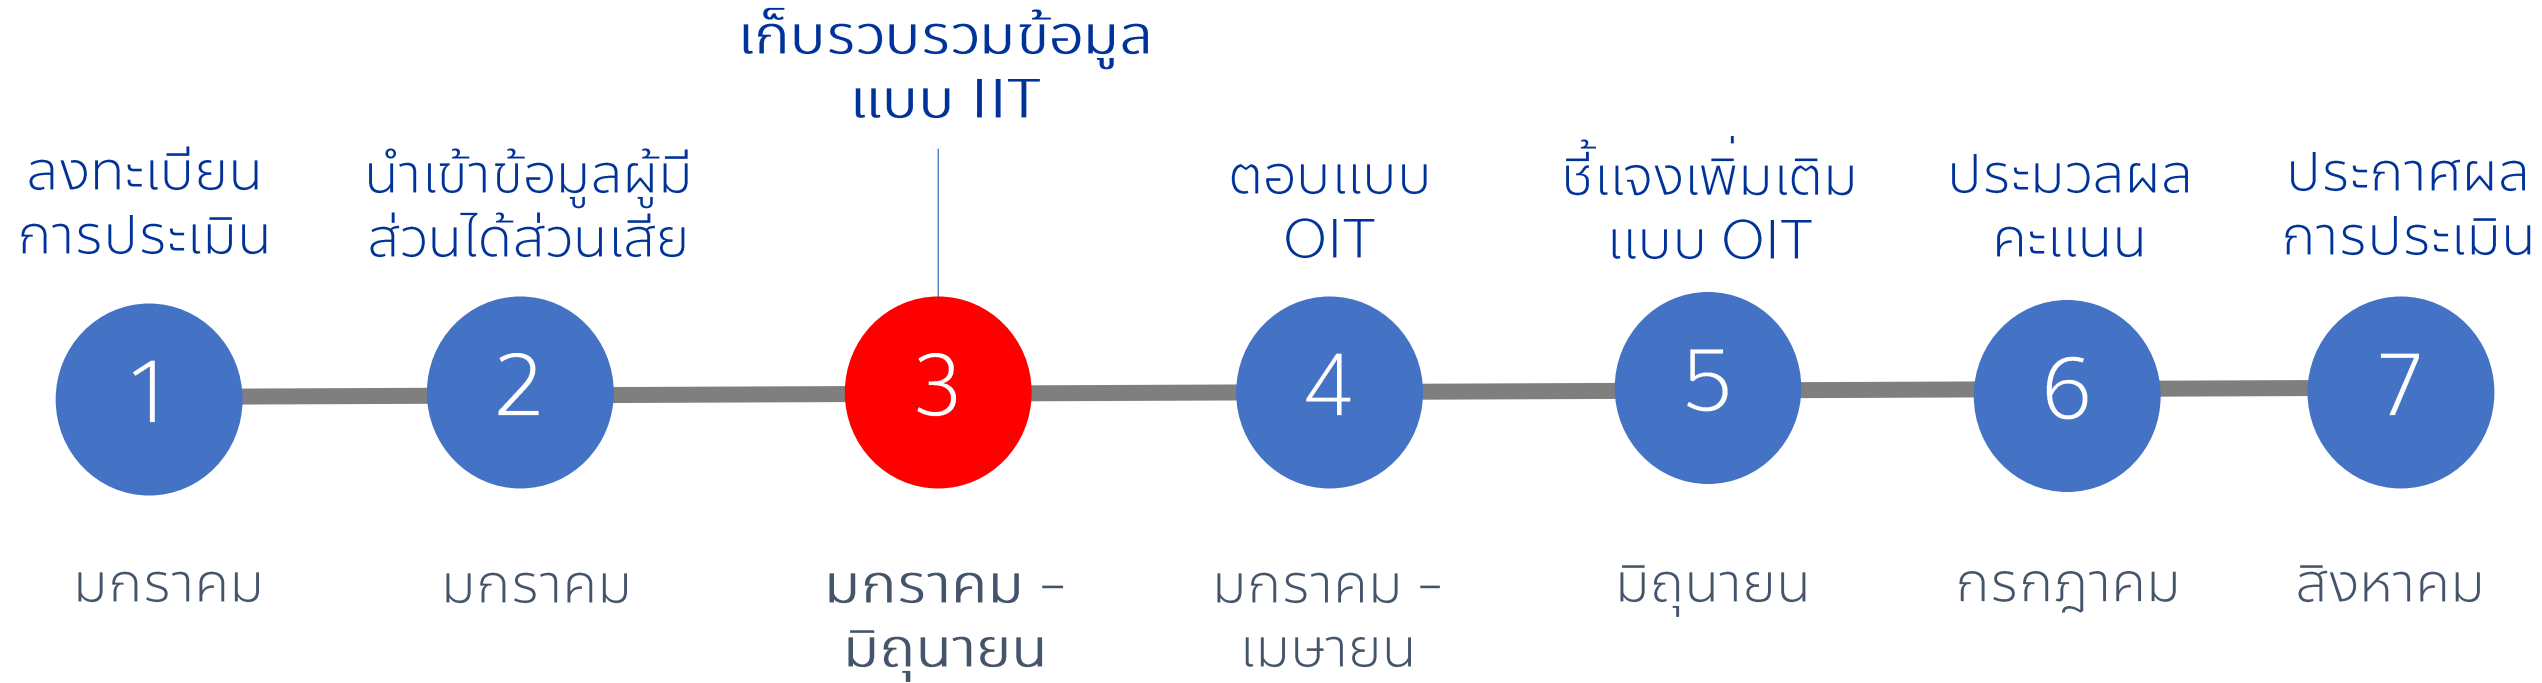 ลงทะเบียน
การประเมิน
1
มกราคม
นำเข้าข้อมูลผู้มี
ส่วนได้ส่วนเสีย
2
มกราคม
เก็บรวบรวมข้อมูล
แบบ IIT
3
มกราคม –
มิถุนายน
ตอบแบบ
OIT
4
มกราคม –
เมษายน
ชี้แจงเพิ่มเติม
แบบ OIT
5
มิถุนายน
ประมวลผล
คะแนน
6
กรกฎาคม
ประกาศผล
การประเมิน
7
สิงหาคม